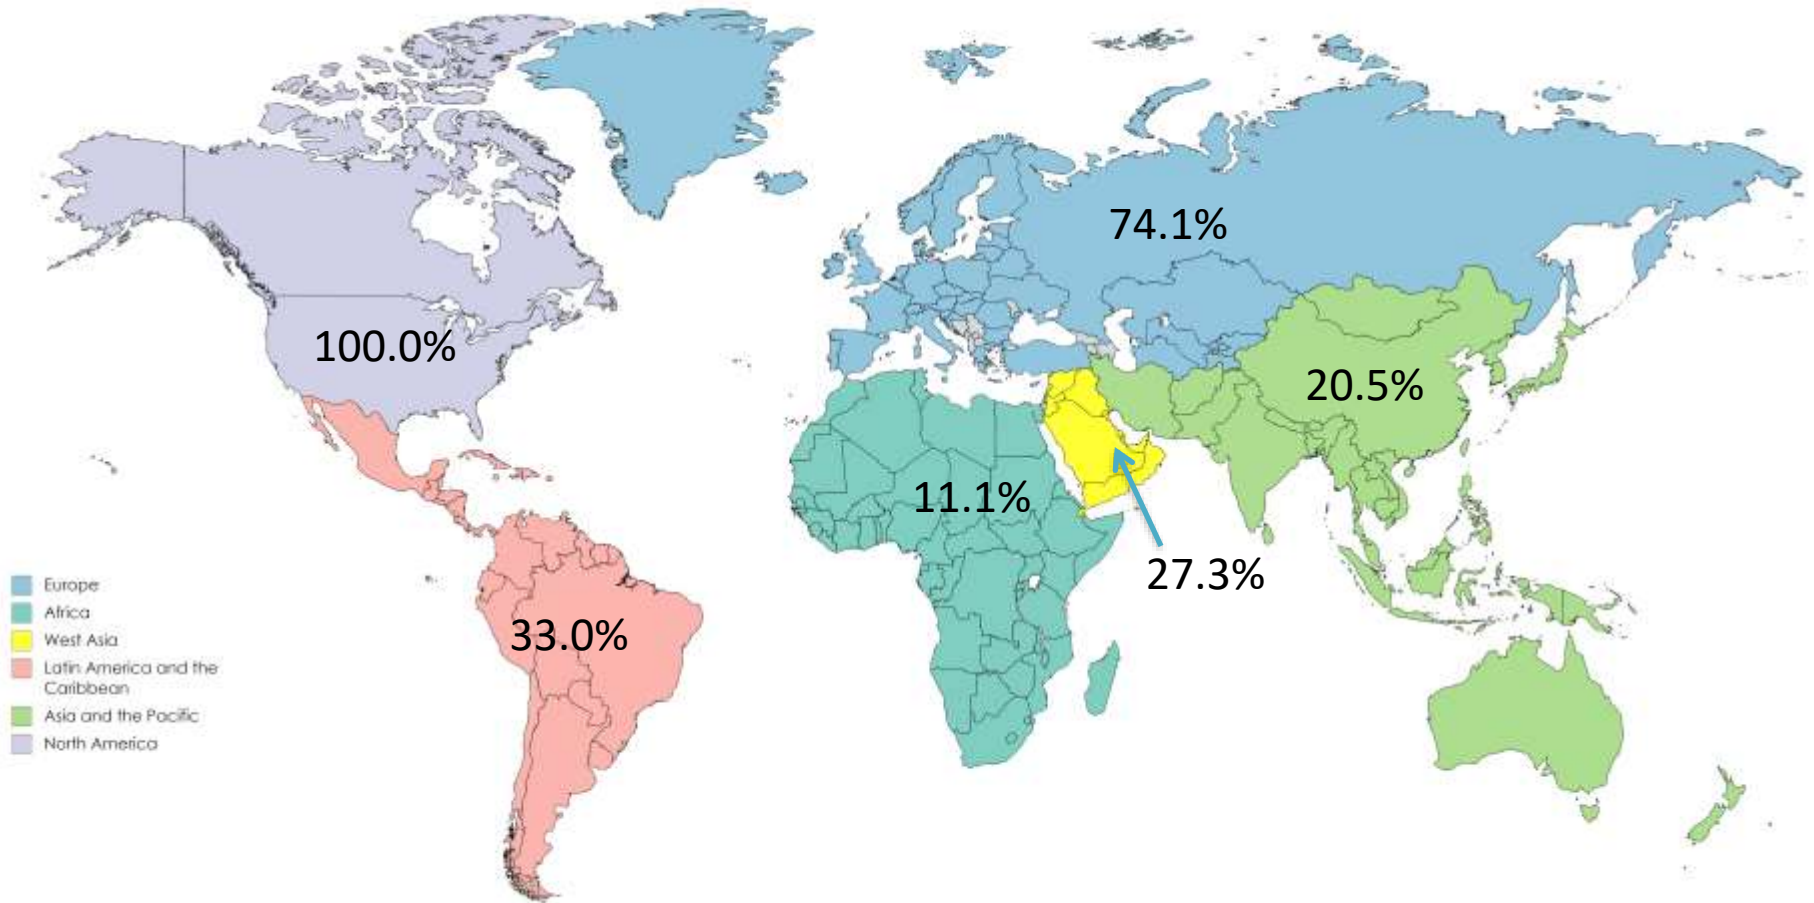 74.1%
100.0%
20.5%
11.1%
27.3%
33.0%
Europe
Africa
West Asia
Latin America and the
Caribbean
Asia and the Pacific
North America